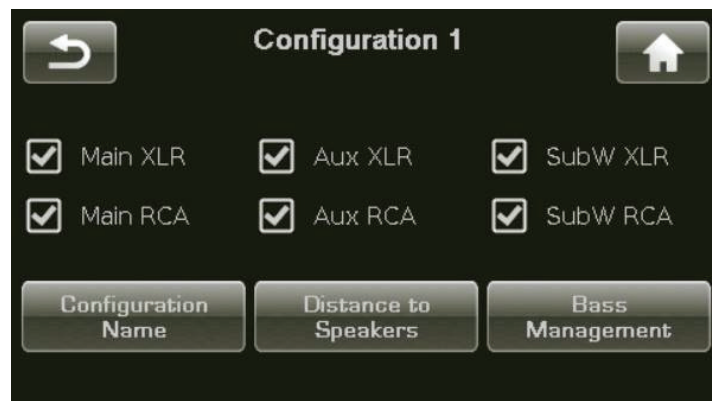 Configuration 1
Main XLR
Aux XLR
SubW XLR
Main RCA
Aux RCA
SubW RCA
Configuration
Name
Distance to
Speakers
Bass
Management